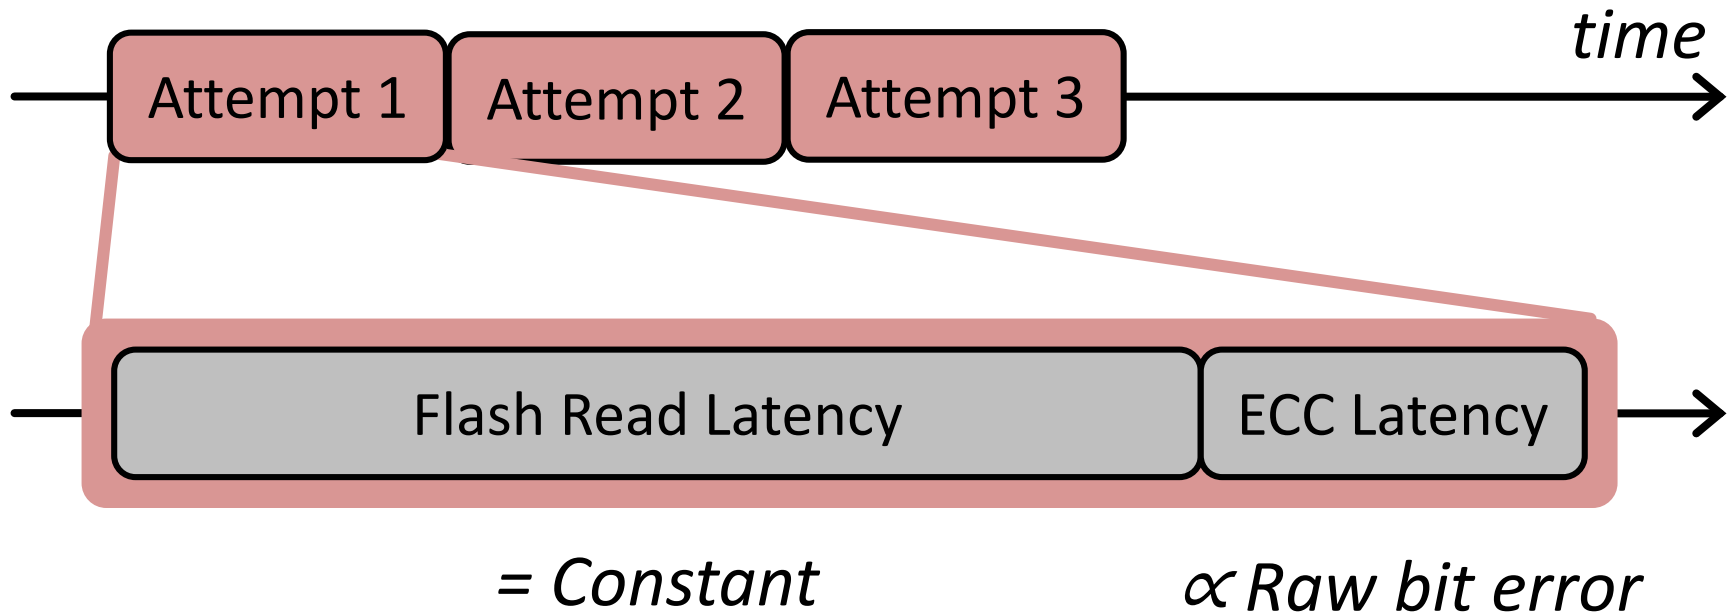 time
Attempt 1 Attempt 2 Attempt 3
Flash Read Latency ECC Latency
= Constant ∝ Raw bit error